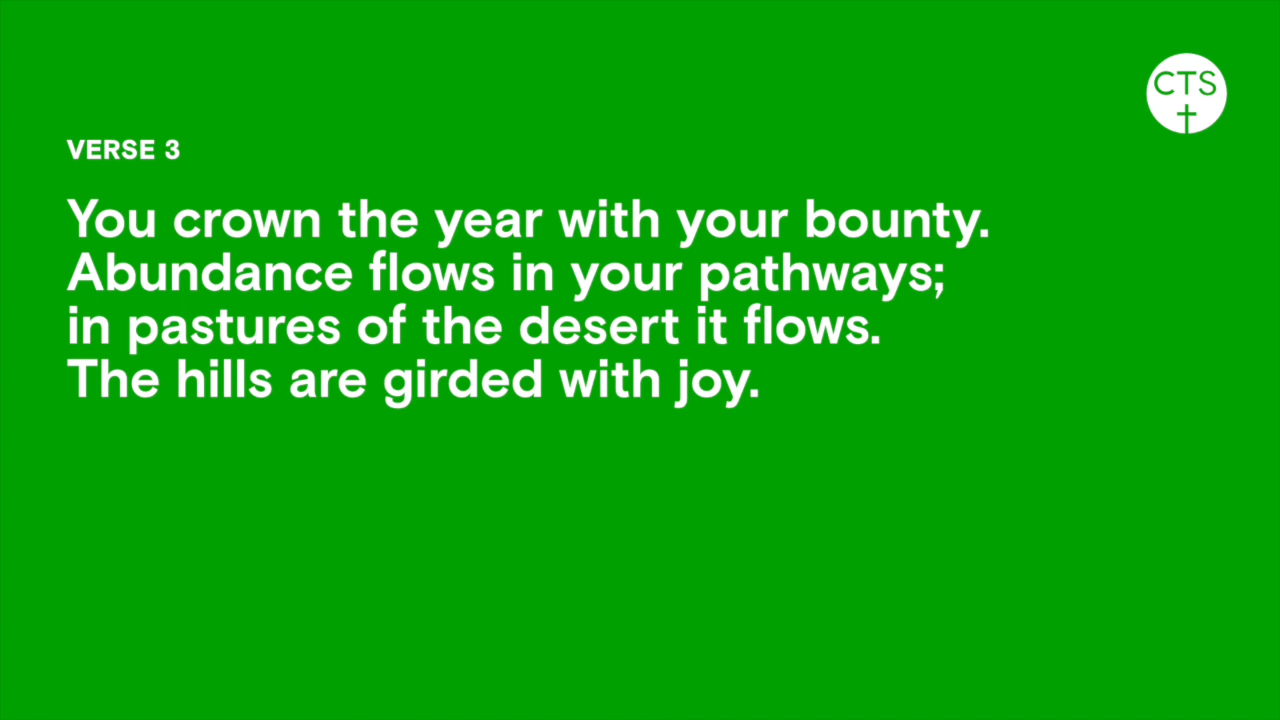 CTS
VERSE 3
You crown the year with your bounty.
Abundance flows in your pathways;
in pastures of the desert it flows.
The hills are girded with joy.